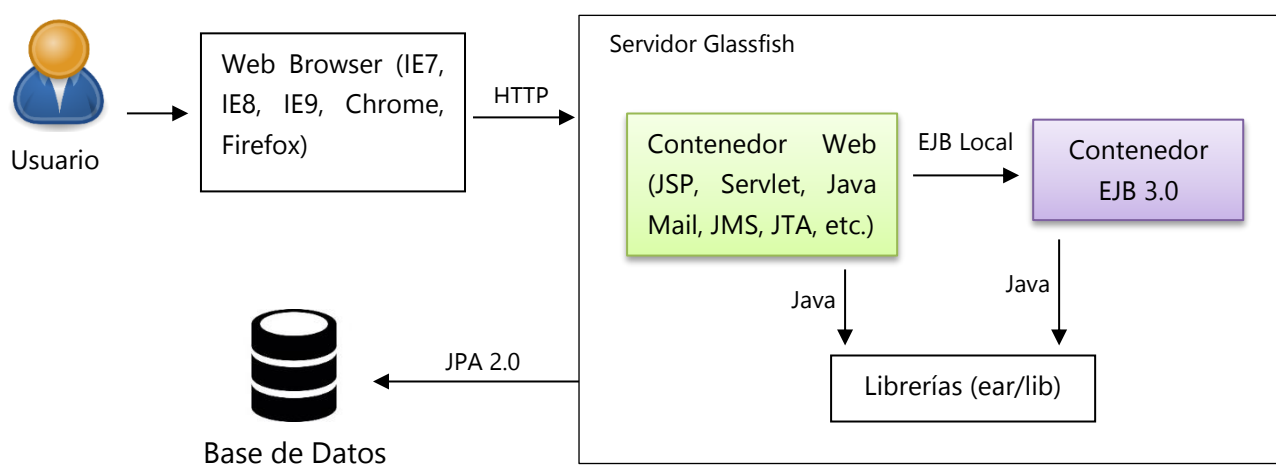 Usuario
Web Browser (IE7,
IE8, IE9, Chrome,
Firefox)
HTTP
Servidor Glassfish
Contenedor Web
(JSP, Servlet, Java
Mail, JMS, JTA, etc.)
EJB Local
Contenedor
EJB 3.0
Java
Java
Librerías (ear/lib)
JPA 2.0
Base de Datos